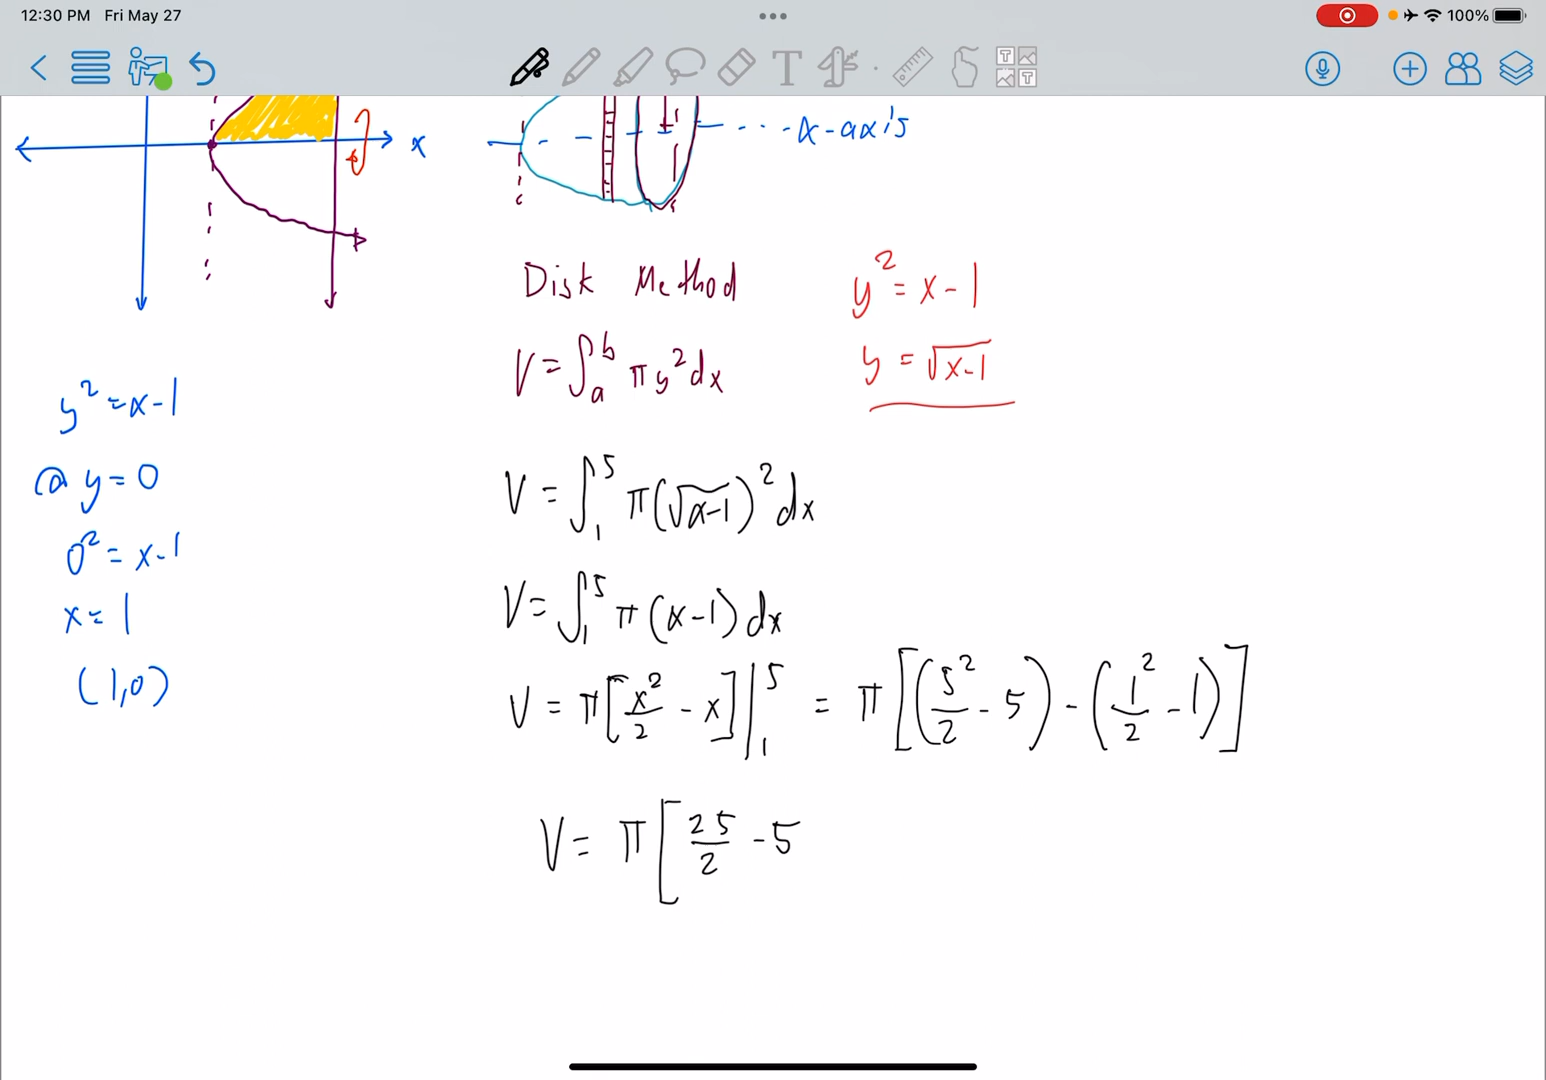 12:30 PM Fri May 27
100%
T
x
x-axis
Disk Method
y² = x - 1
V = ∫ₐᵇ πy²dx
y = √x-1
y² = x - 1
@ y = 0
0² = x - 1
x = 1
(1,0)
V = ∫₁⁵ π(√x-1)² dx
V = ∫₁⁵ π(x-1) dx
V = π[x²/2 - x]|₁⁵ = π[(5²/2 - 5) - (1²/2 - 1)]
V = π[25/2 - 5